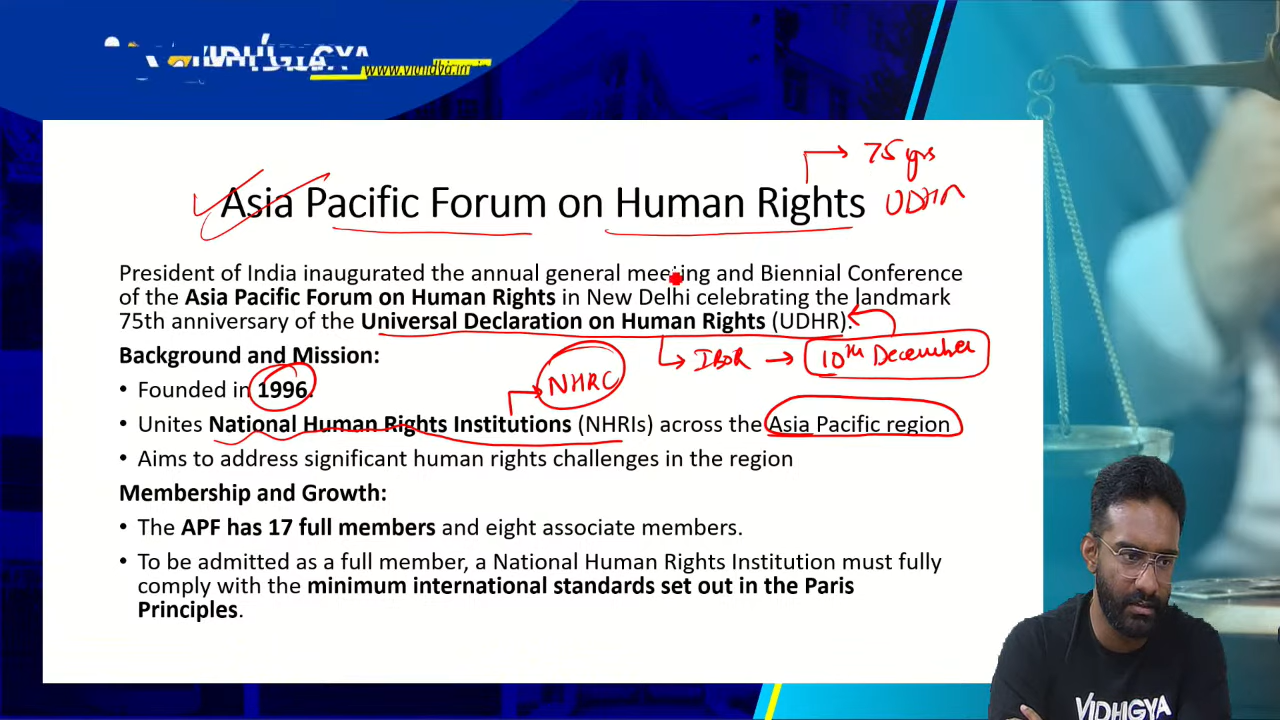 VIDHIGYA
75 yrs
Asia Pacific Forum on Human Rights
UDHR
President of India inaugurated the annual general meeting and Biennial Conference
of the Asia Pacific Forum on Human Rights in New Delhi celebrating the landmark
75th anniversary of the Universal Declaration on Human Rights (UDHR).
Background and Mission:
IBOR → 10th December
• Founded in 1996.
NHRC
• Unites National Human Rights Institutions (NHRIs) across the Asia Pacific region
• Aims to address significant human rights challenges in the region
Membership and Growth:
• The APF has 17 full members and eight associate members.
• To be admitted as a full member, a National Human Rights Institution must fully
comply with the minimum international standards set out in the Paris
Principles.
VIDHIGYA